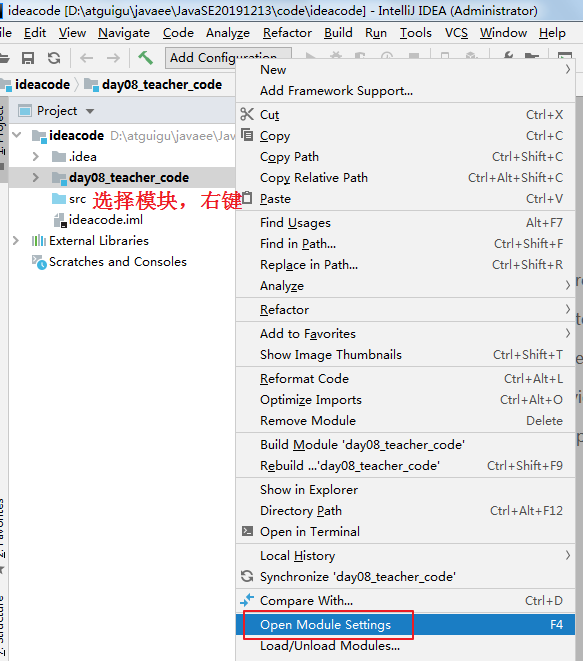 ideacode [D:\atguigu\javaee\JavaSE20191213\code\ideacode] - IntelliJ IDEA (Administrator)
Edit View Navigate Code Analyze Refactor Build Run Tools VCS Window Help
Add Configuration...
ideacode day08_teacher_code
Project
ideacode D:\atguigu\javaee\Jav
.idea
day08_teacher_code
src
选择模块，右键
ideacode.iml
External Libraries
Scratches and Consoles
New
Add Framework Support...
Cut Ctrl+X
Copy Ctrl+C
Copy Path Ctrl+Shift+C
Copy Relative Path Ctrl+Alt+Shift+C
Paste Ctrl+V
Find Usages Alt+F7
Find in Path... Ctrl+Shift+F
Replace in Path... Ctrl+Shift+R
Analyze
Refactor
Add to Favorites
Show Image Thumbnails Ctrl+Shift+T
Reformat Code Ctrl+Alt+L
Optimize Imports Ctrl+Alt+O
Remove Module Delete
Build Module 'day08_teacher_code'
Rebuild ...'day08_teacher_code' Ctrl+Shift+F9
Show in Explorer
Directory Path Ctrl+Alt+F12
Open in Terminal
Local History
Synchronize 'day08_teacher_code'
Compare With... Ctrl+D
Open Module Settings F4
Load/Unload Modules...